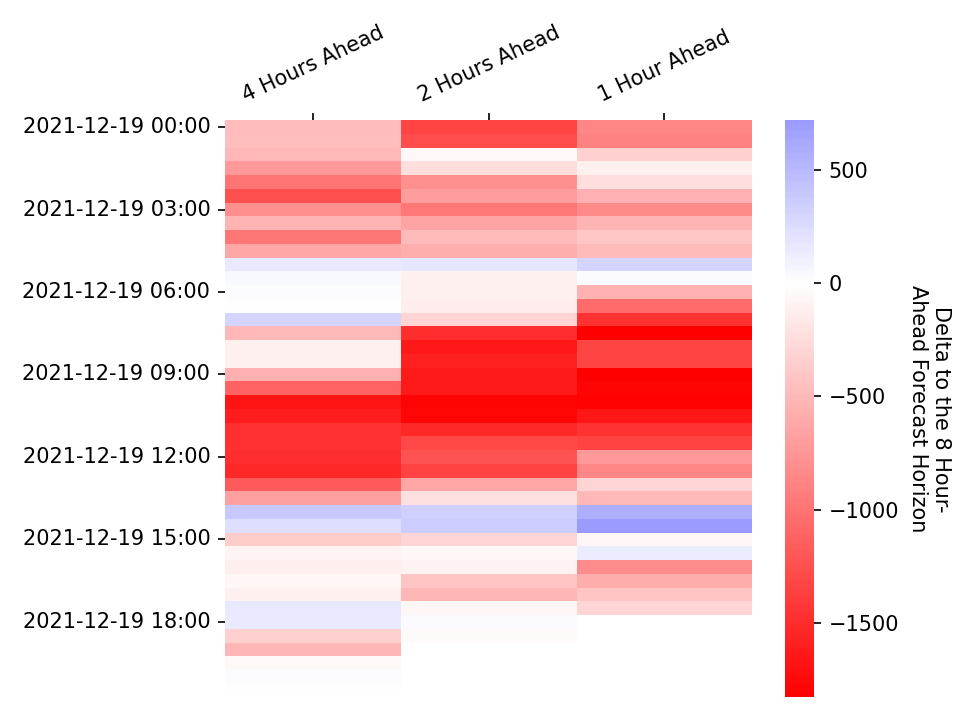 4 Hours Ahead
2 Hours Ahead
1 Hour Ahead
2021-12-19 00:00
2021-12-19 03:00
2021-12-19 06:00
2021-12-19 09:00
2021-12-19 12:00
2021-12-19 15:00
2021-12-19 18:00
500
0
−500
−1000
−1500
Delta to the 8 Hour-
Ahead Forecast Horizon